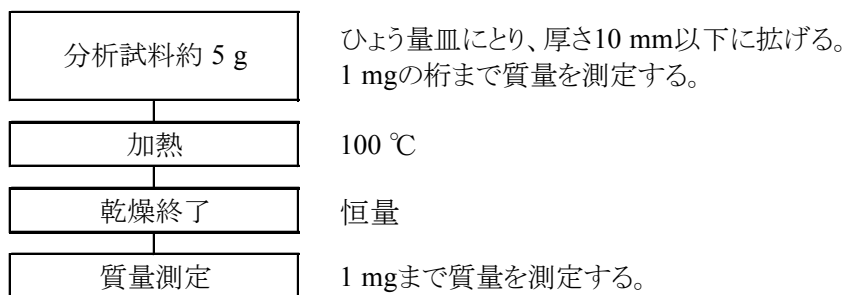 分析試料約 5 g
ひょう量皿にとり、厚さ10 mm以下に拡げる。
1 mgの桁まで質量を測定する。
加熱
100 ℃
乾燥終了
恒量
質量測定
1 mgまで質量を測定する。